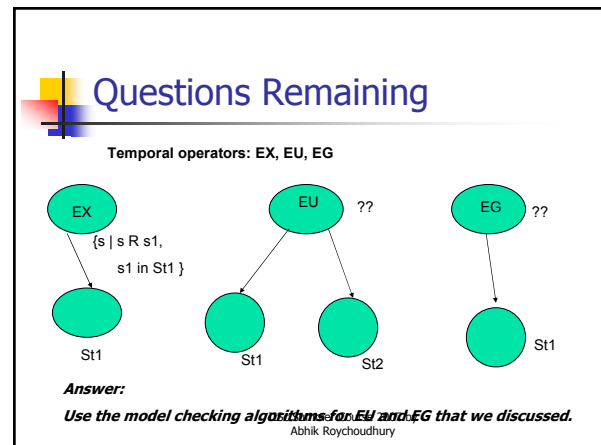 Questions Remaining
Temporal operators: EX, EU, EG
EX
EU
??
EG
??
{s | s R s1,
s1 in St1 }
St1
St1
St2
St1
Answer:
Use the model checking algorithms for EU and EG that we discussed.
by
Abhik Roychoudhury